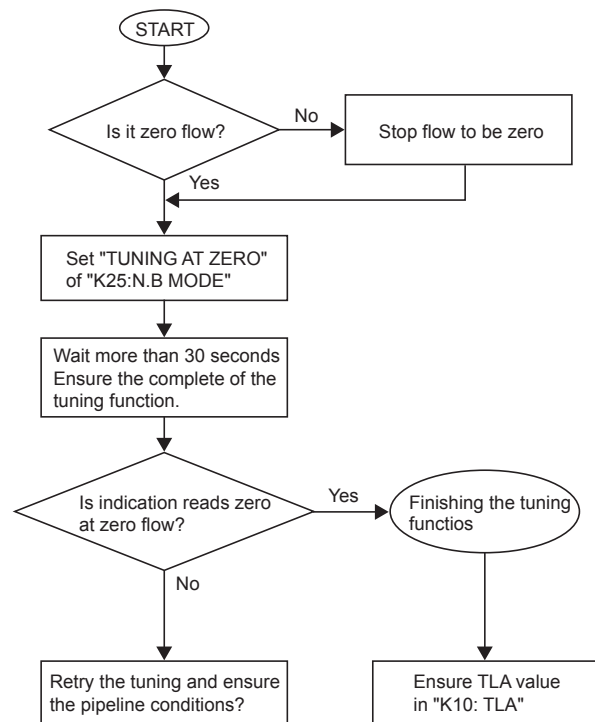 START
Is it zero flow?
No
Stop flow to be zero
Yes
Set "TUNING AT ZERO"
of "K25:N.B MODE"
Wait more than 30 seconds
Ensure the complete of the
tuning function.
Is indication reads zero
at zero flow?
Yes
Finishing the tuning
functios
No
Retry the tuning and ensure
the pipeline conditions?
Ensure TLA value
in "K10: TLA"